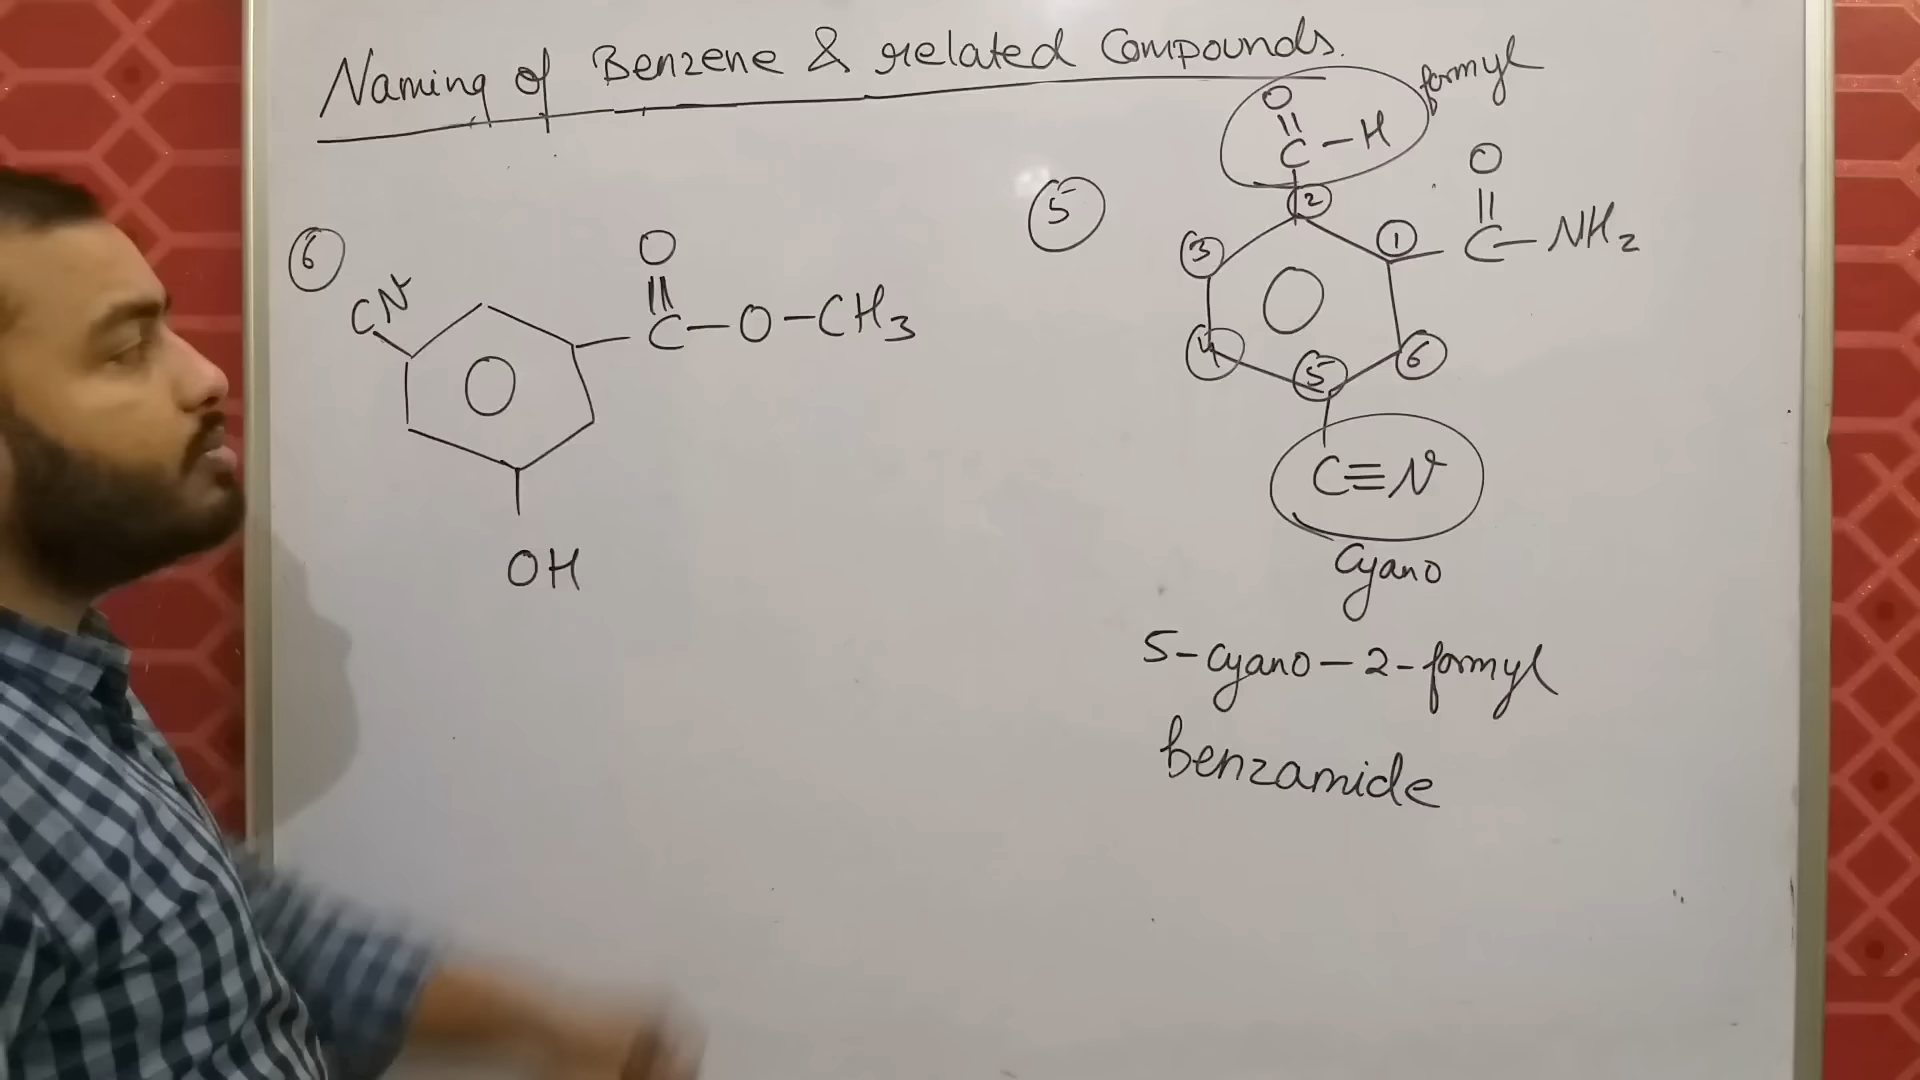 Naming of Benzene & related Compounds.
6
CN
O
||
C-O-CH3
OH
5
formyl
O
||
C-H
O
||
C-NH2
1
2
3
4
5
6
C≡N
Cyano
5-cyano-2-formyl
benzamide